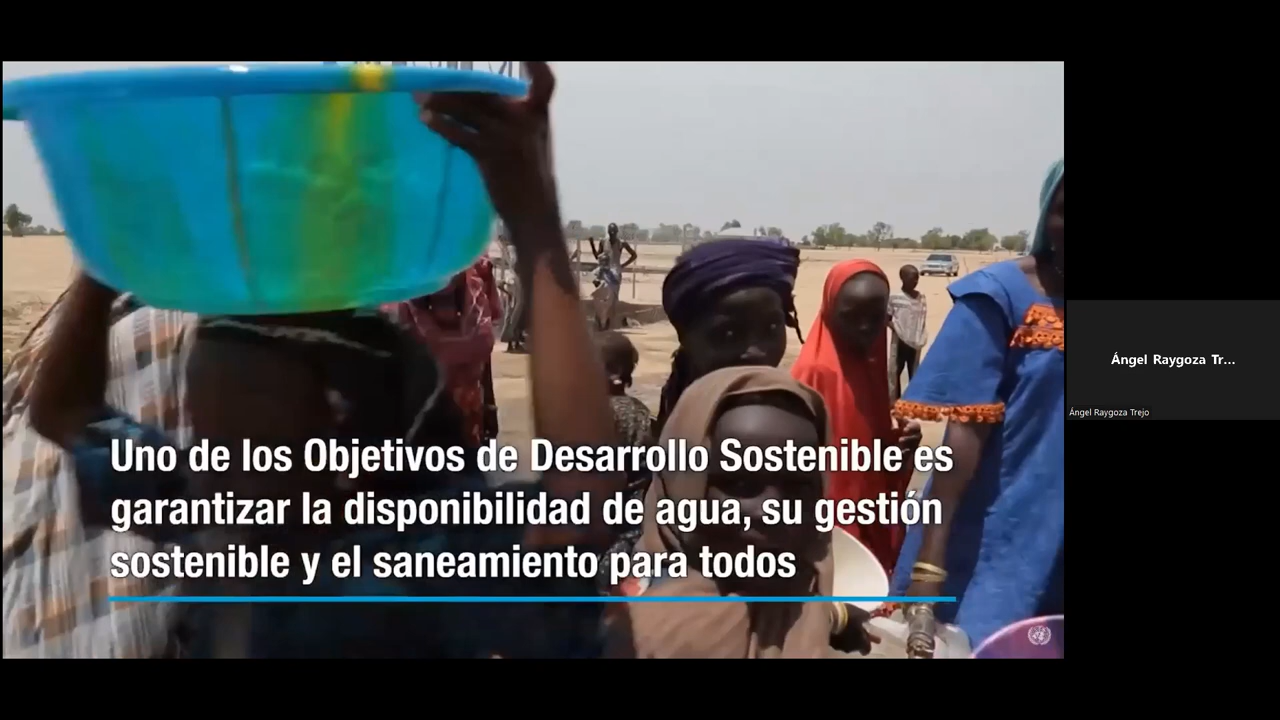 Uno de los Objetivos de Desarrollo Sostenible es
garantizar la disponibilidad de agua, su gestión
sostenible y el saneamiento para todos
Ángel Raygoza Tr...
Ángel Raygoza Trejo